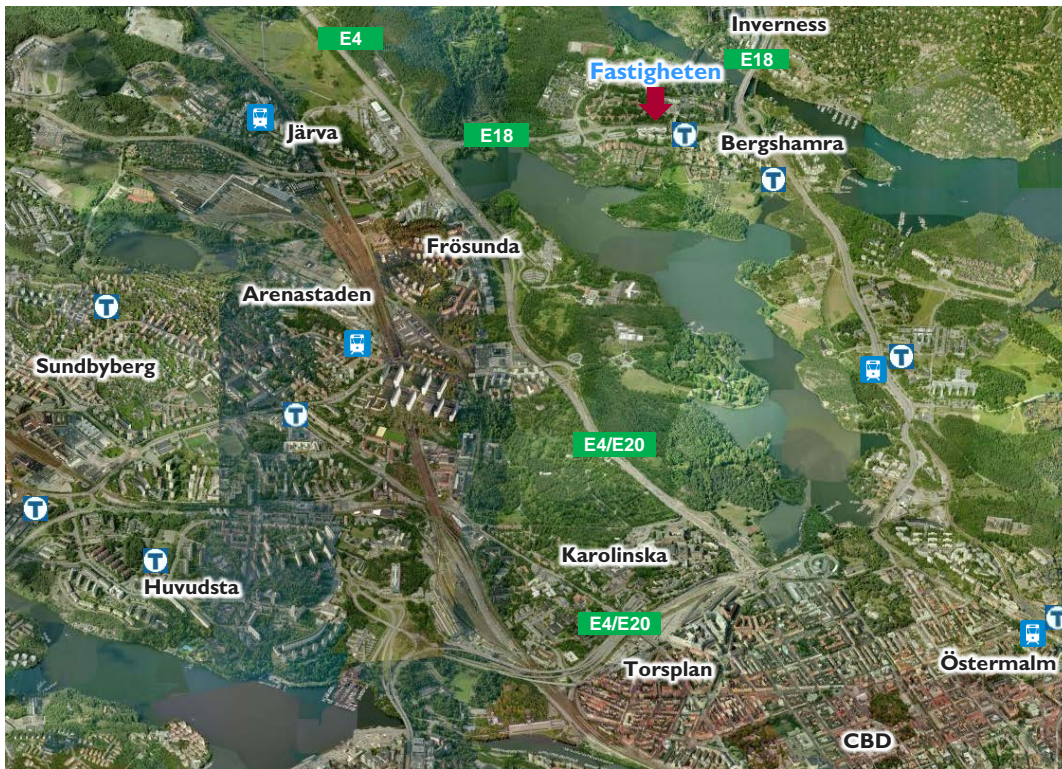 Inverness
E4
E18
Fastigheten
E18
Järva
T
Bergshamra
T
Frösunda
Arenastaden
T
Sundbyberg
T
T
E4/E20
T
Karolinska
T
Huvudsta
E4/E20
T
Torsplan
Östermalm
CBD